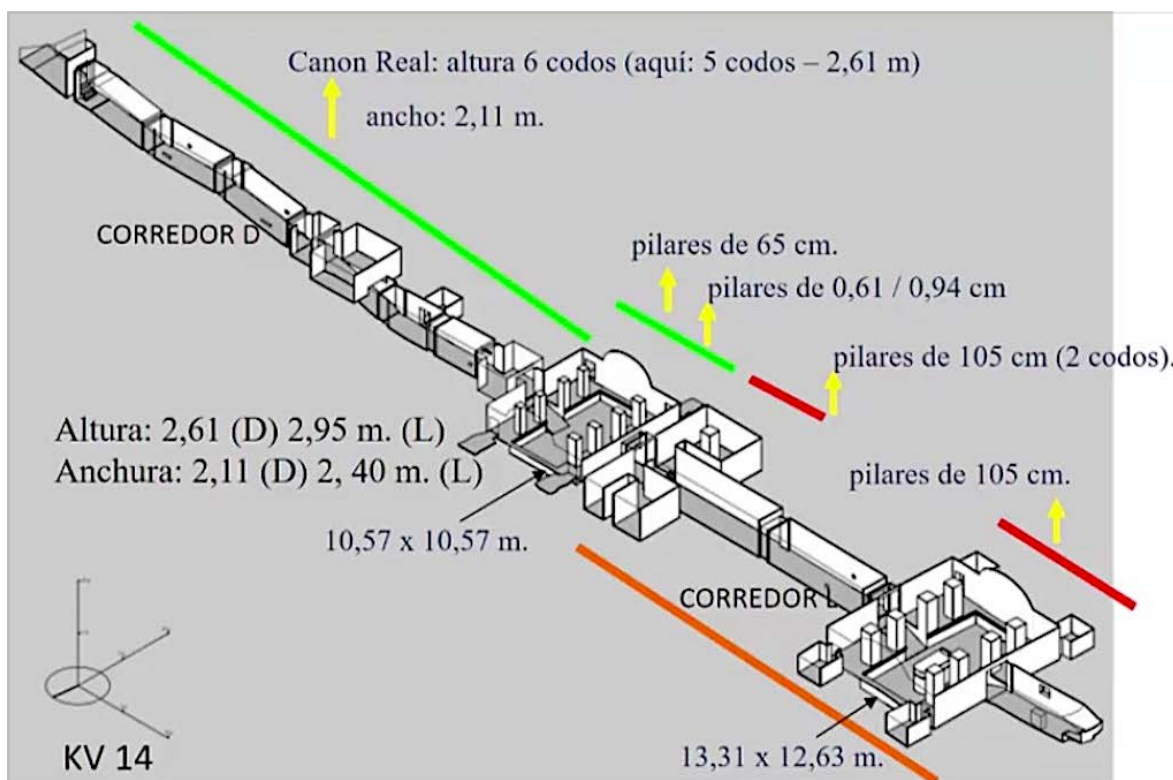 Canon Real: altura 6 codos (aquí: 5 codos – 2,61 m)
ancho: 2,11 m.
CORREDOR D
pilares de 65 cm.
pilares de 0,61 / 0,94 cm
pilares de 105 cm (2 codos).
Altura: 2,61 (D) 2,95 m. (L)
Anchura: 2,11 (D) 2, 40 m. (L)
pilares de 105 cm.
10,57 x 10,57 m.
CORREDOR
13,31 x 12,63 m.
KV 14